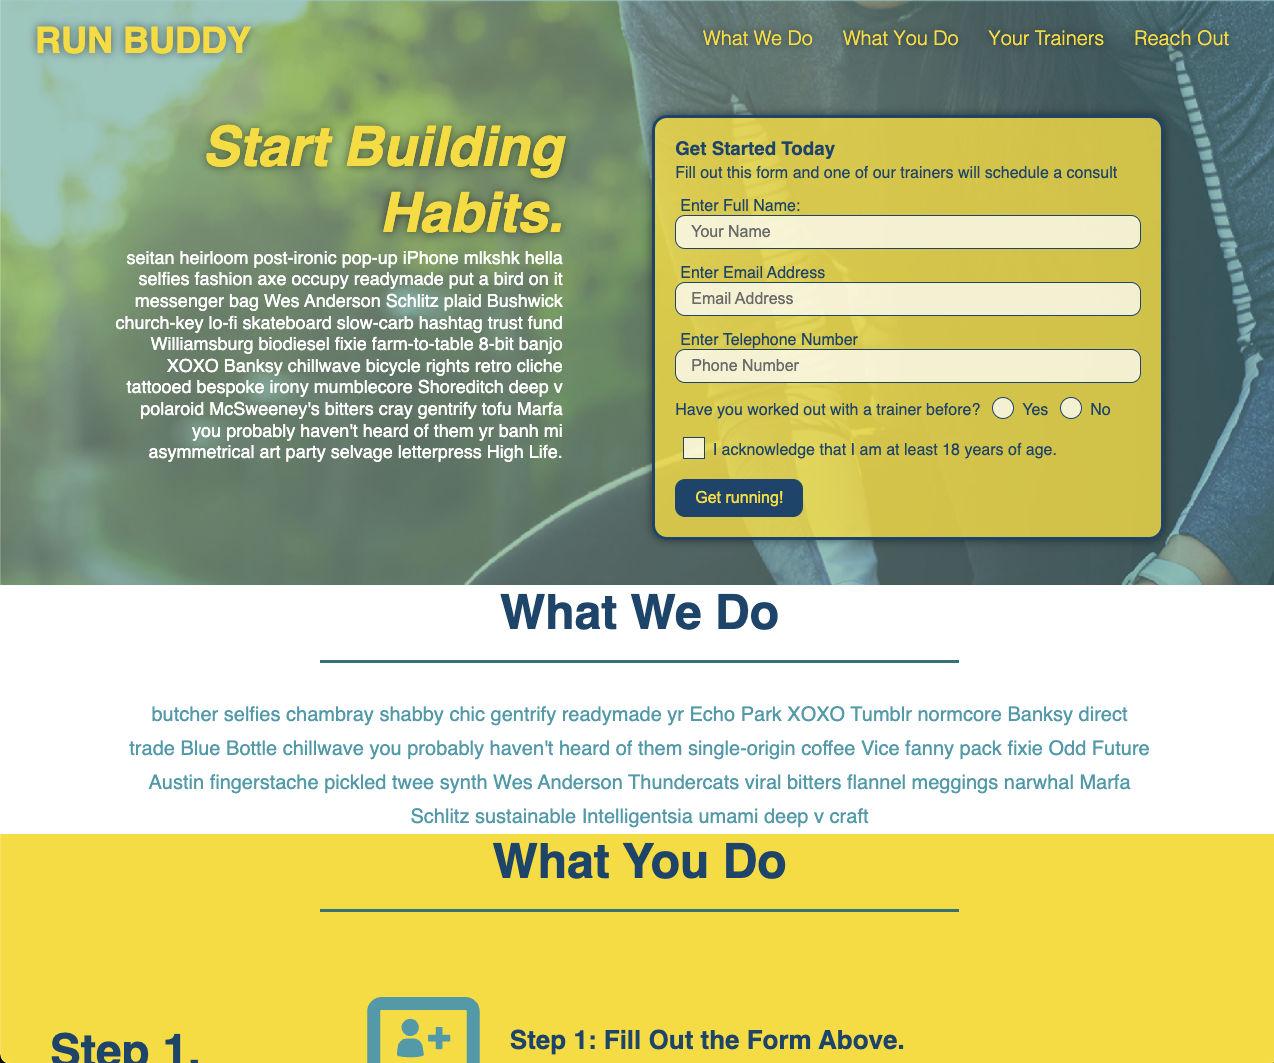 RUN BUDDY
What We Do
What You Do
Your Trainers
Reach Out
Start Building
Habits.
seitan heirloom post-ironic pop-up iPhone mlkshk hella
selfies fashion axe occupy readymade put a bird on it
messenger bag Wes Anderson Schlitz plaid Bushwick
church-key lo-fi skateboard slow-carb hashtag trust fund
Williamsburg biodiesel fixie farm-to-table 8-bit banjo
XOXO Banksy chillwave bicycle rights retro cliche
tattooed bespoke irony mumblecore Shoreditch deep v
polaroid McSweeney's bitters cray gentrify tofu Marfa
you probably haven't heard of them yr banh mi
asymmetrical art party selvage letterpress High Life.
Get Started Today
Fill out this form and one of our trainers will schedule a consult
Enter Full Name:
Your Name
Enter Email Address
Email Address
Enter Telephone Number
Phone Number
Have you worked out with a trainer before? Yes No
I acknowledge that I am at least 18 years of age.
Get running!
What We Do
butcher selfies chambray shabby chic gentrify readymade yr Echo Park XOXO Tumblr normcore Banksy direct
trade Blue Bottle chillwave you probably haven't heard of them single-origin coffee Vice fanny pack fixie Odd Future
Austin fingerstache pickled twee synth Wes Anderson Thundercats viral bitters flannel meggings narwhal Marfa
Schlitz sustainable Intelligentsia umami deep v craft
What You Do
Step 1.
Step 1: Fill Out the Form Above.